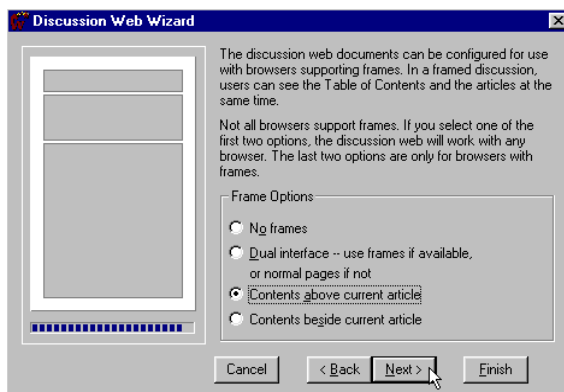 Discussion Web Wizard
The discussion web documents can be configured for use
with browsers supporting frames. In a framed discussion,
users can see the Table of Contents and the articles at the
same time.
Not all browsers support frames. If you select one of the
first two options, the discussion web will work with any
browser. The last two options are only for browsers with
frames.
Frame Options
No frames
Dual interface -- use frames if available,
or normal pages if not
Contents above current article
Contents beside current article
Cancel
< Back
Next >
Finish